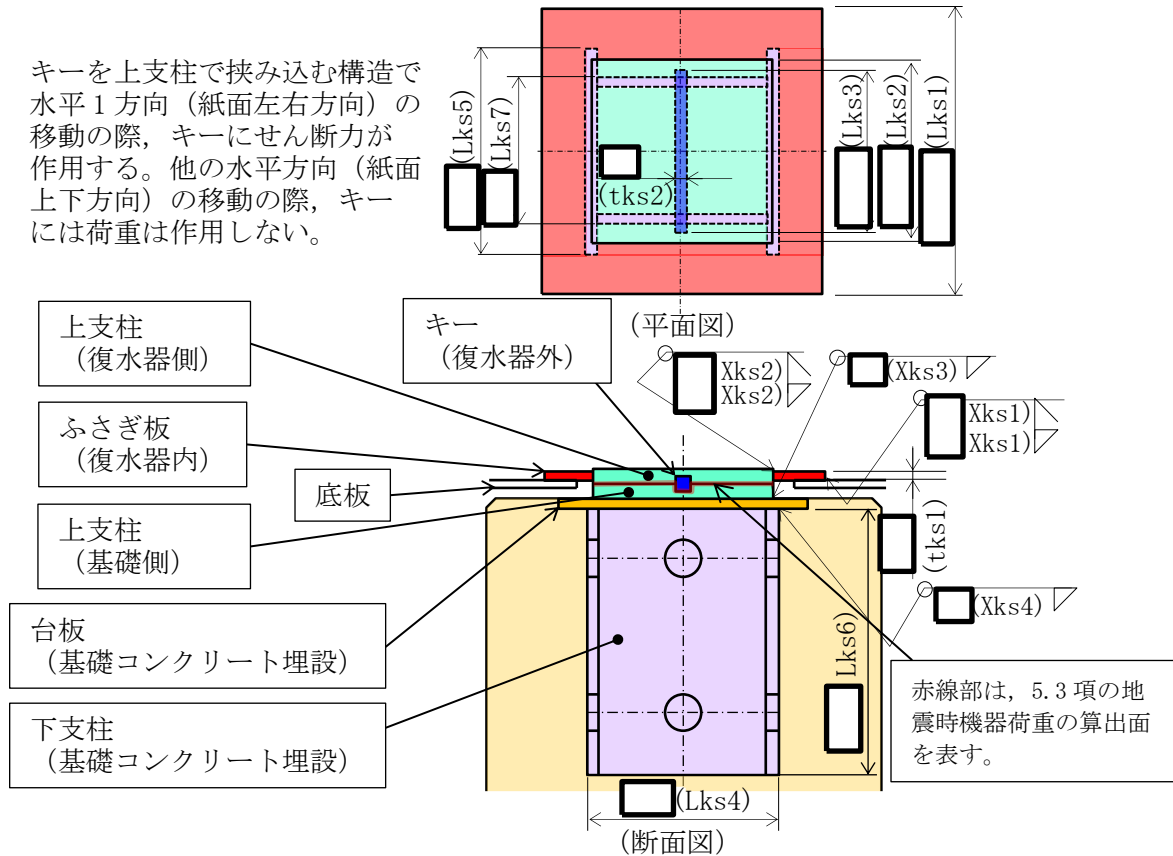 キーを上支柱で挟み込む構造で
水平１方向（紙面左右方向）の
移動の際，キーにせん断力が
作用する。他の水平方向（紙面
上下方向）の移動の際，キー
には荷重は作用しない。
(Lks5)
(Lks7)
(tks2)
(Lks3)
(Lks2)
(Lks1)
(平面図)
上支柱
（復水器側）
キー
（復水器外）
Xks2)
Xks2)
(Xks3)
Xks1)
Xks1)
ふさぎ板
（復水器内）
底板
上支柱
（基礎側）
(tks1)
(Xks4)
台板
（基礎コンクリート埋設）
Lks6)
下支柱
（基礎コンクリート埋設）
赤線部は，5.3 項の地
震時機器荷重の算出面
を表す。
(Lks4)
(断面図)